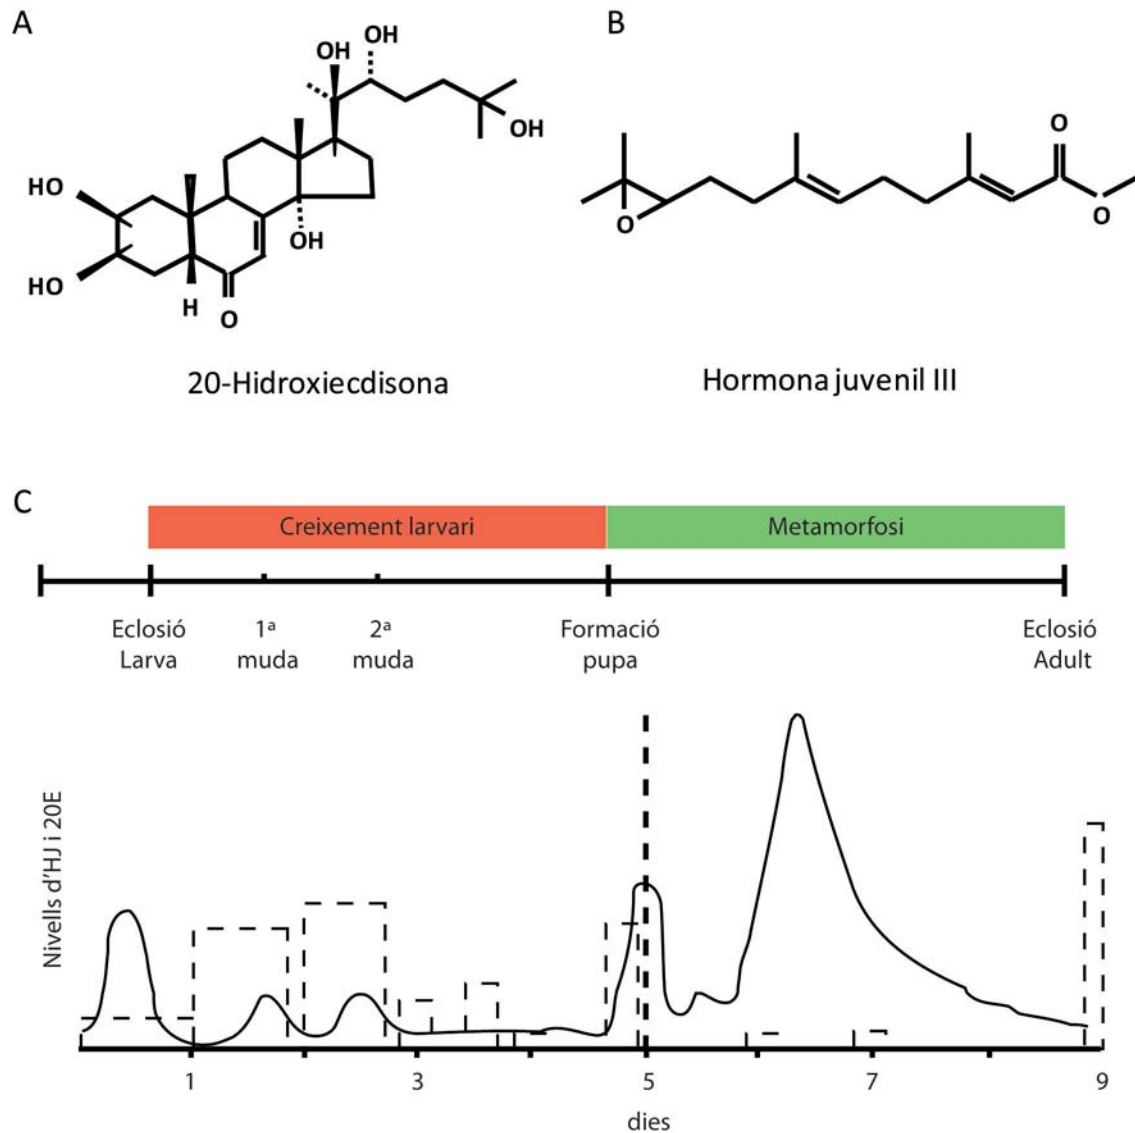 A
B
OH
OH
OH
HO
OH
HO
H
O
O
O
O
20-Hidroxiecdisona
Hormona juvenil III
C
Creixement larvari
Metamorfosi
Eclosió
Larva
1ª
muda
2ª
muda
Formació
pupa
Eclosió
Adult
Nivells d'HJ i 20E
1
3
5
7
9
dies